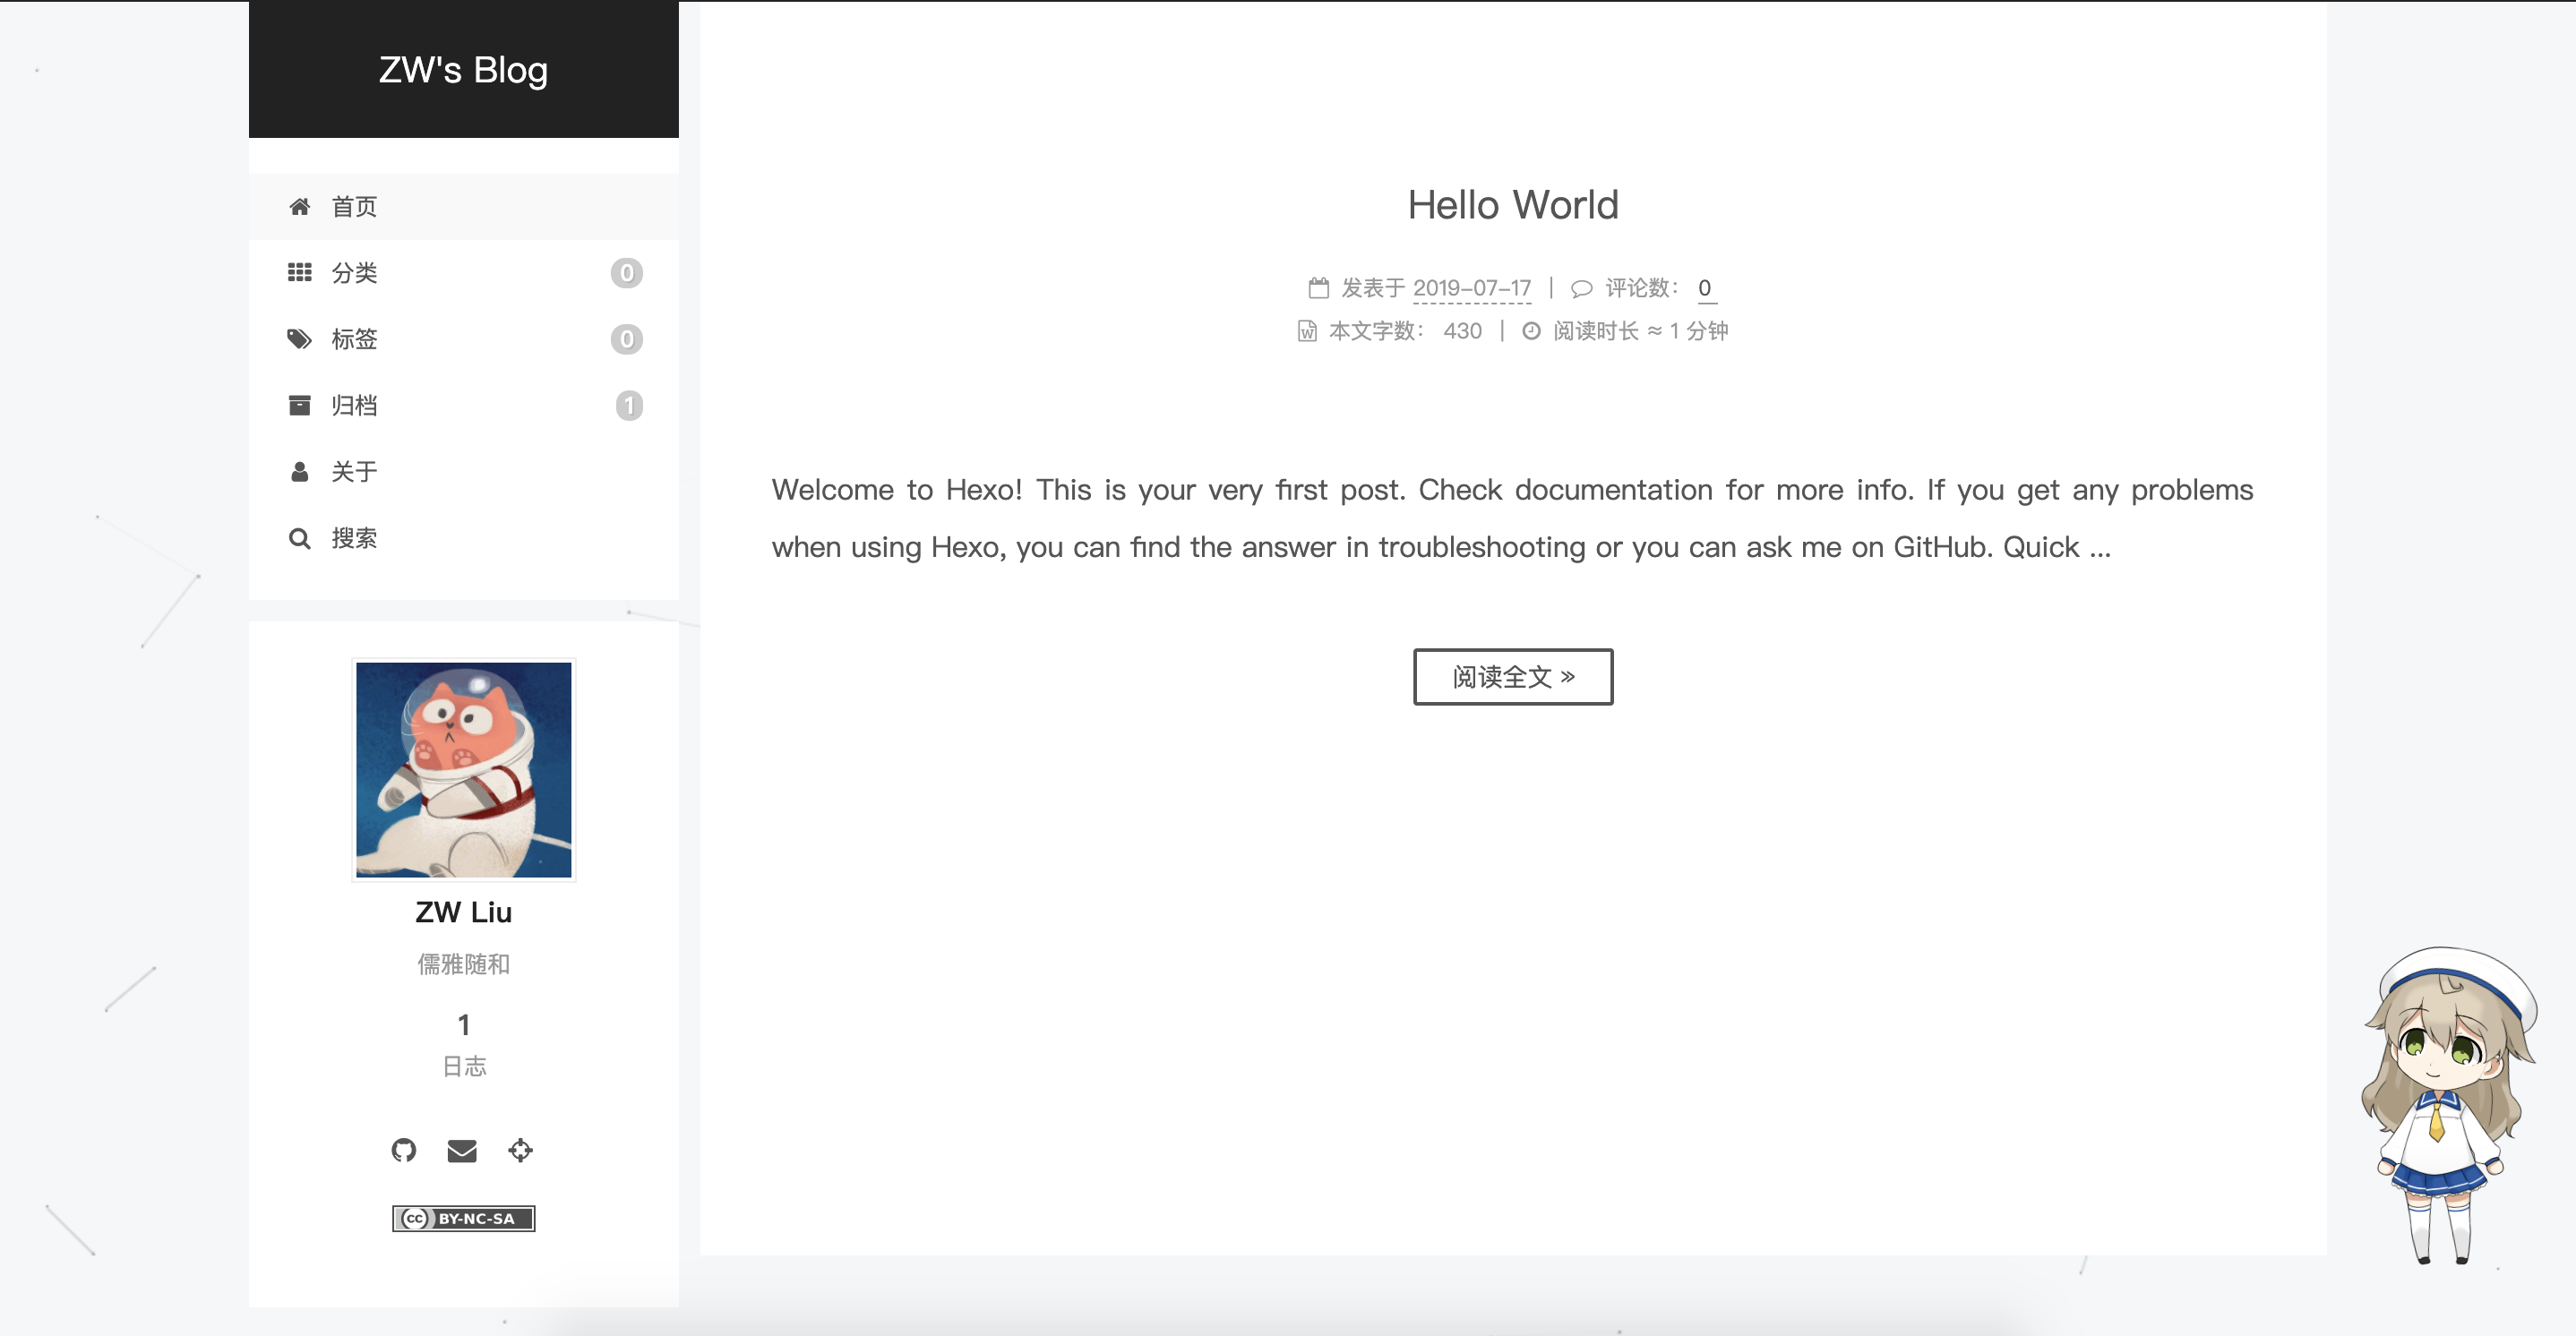 ZW's Blog
首页
分类 0
标签 0
归档 1
关于
搜索
ZW Liu
儒雅随和
1
日志
CC BY-NC-SA
Hello World
发表于 2019-07-17 | 评论数： 0
本文字数： 430 | 阅读时长 ≈ 1 分钟
Welcome to Hexo! This is your very first post. Check documentation for more info. If you get any problems
when using Hexo, you can find the answer in troubleshooting or you can ask me on GitHub. Quick ...
阅读全文 »